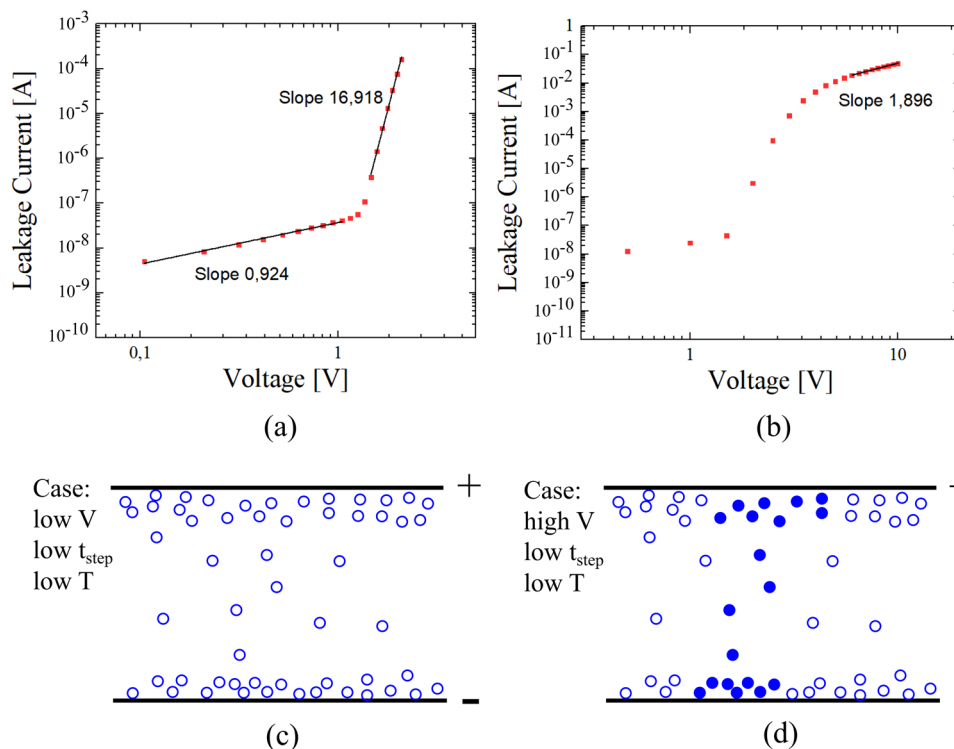 10⁻³
10⁻⁴
10⁻⁵
10⁻⁶
10⁻⁷
10⁻⁸
10⁻⁹
10⁻¹⁰
Leakage Current [A]
Slope 16,918
Slope 0,924
0,1
1
Voltage [V]
(a)
1
10⁻¹
10⁻²
10⁻³
10⁻⁴
10⁻⁵
10⁻⁶
10⁻⁷
10⁻⁸
10⁻⁹
10⁻¹⁰
10⁻¹¹
Leakage Current [A]
Slope 1,896
1
10
Voltage [V]
(b)
Case:
low V
low t_step
low T
+
-
(c)
Case:
high V
low t_step
low T
(d)